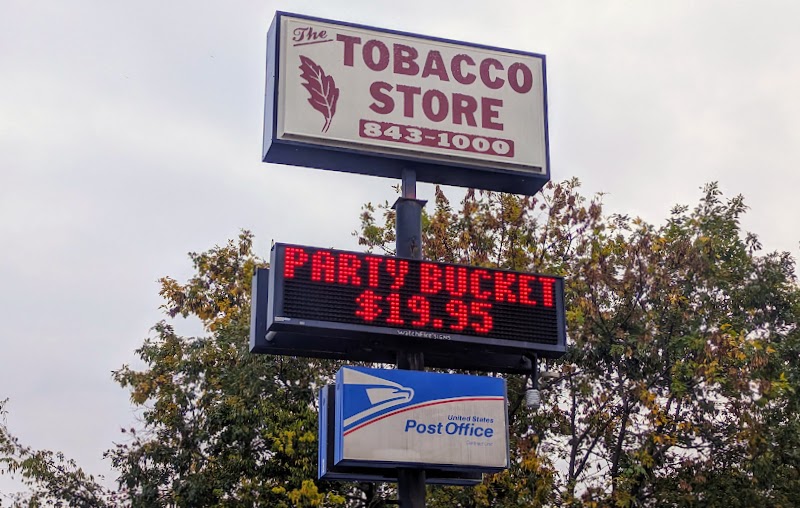 The
TOBACCO
STORE
843-1000
PARTY BUCKET
$19.95
United States
Post Office